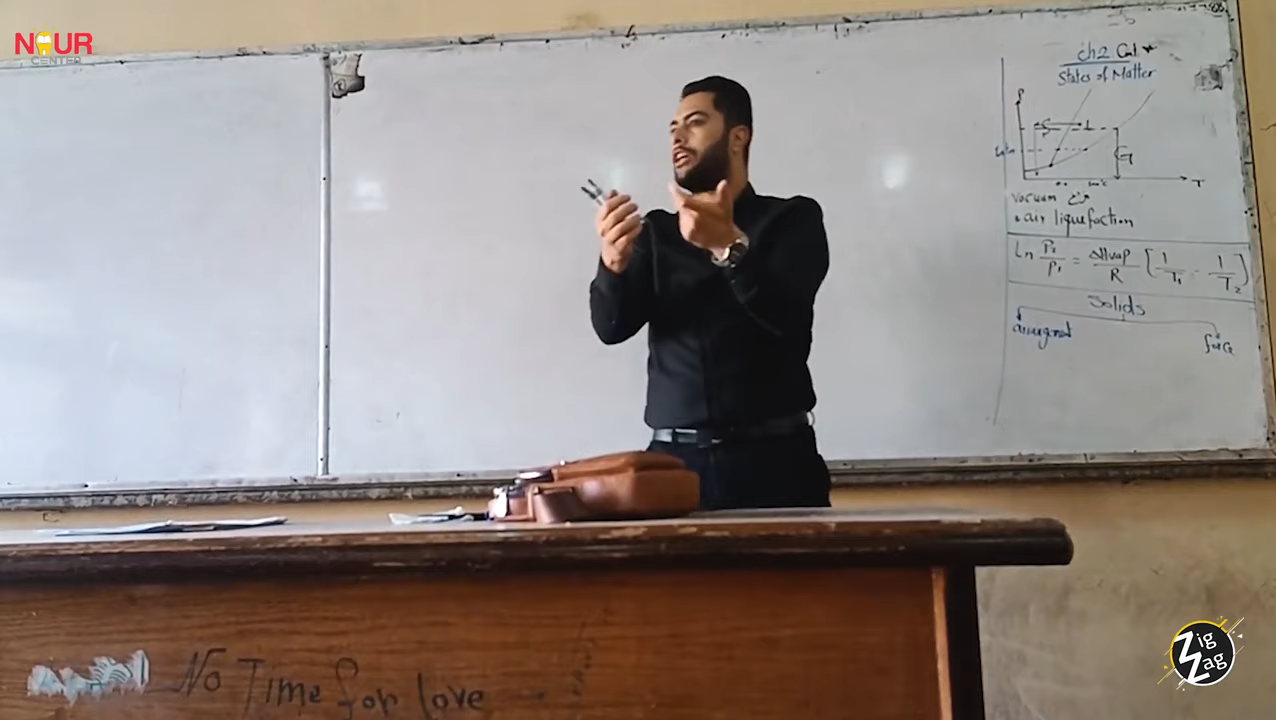 NOUR
CENTER
ch2
States of Matter
P
S
L
G
T
vacuum
air liquefaction
Ln P₂/P₁ = ΔHvap/R [1/T₁ - 1/T₂]
Solids
No Time for love
Zig
Zag